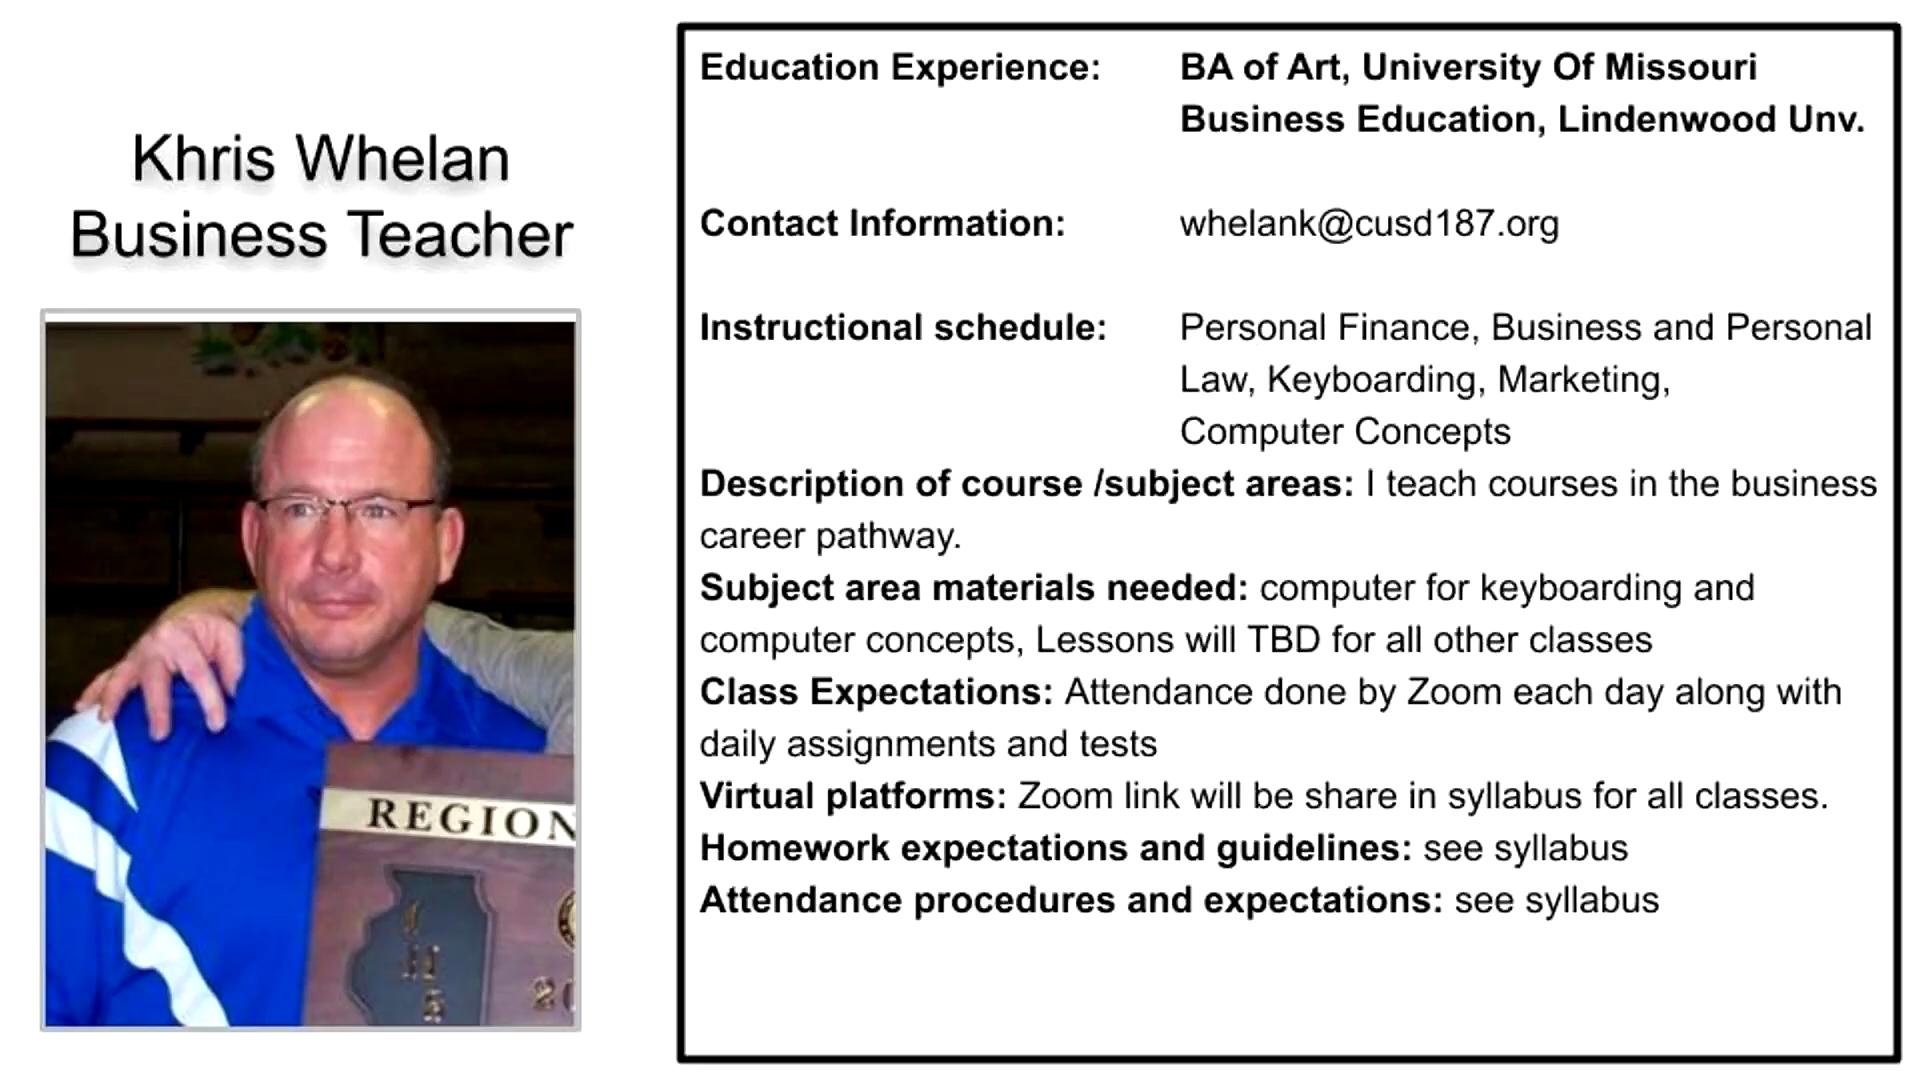 Khris Whelan
Business Teacher
REGION
I
H
S
Education Experience: BA of Art, University Of Missouri
Business Education, Lindenwood Unv.
Contact Information: whelank@cusd187.org
Instructional schedule: Personal Finance, Business and Personal
Law, Keyboarding, Marketing,
Computer Concepts
Description of course /subject areas: I teach courses in the business
career pathway.
Subject area materials needed: computer for keyboarding and
computer concepts, Lessons will TBD for all other classes
Class Expectations: Attendance done by Zoom each day along with
daily assignments and tests
Virtual platforms: Zoom link will be share in syllabus for all classes.
Homework expectations and guidelines: see syllabus
Attendance procedures and expectations: see syllabus